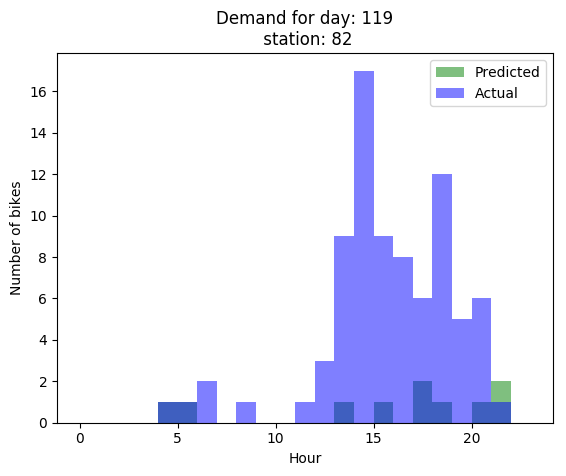 Demand for day: 119
station: 82
Predicted
Actual
Number of bikes
16
14
12
10
8
6
4
2
0
0 5 10 15 20
Hour